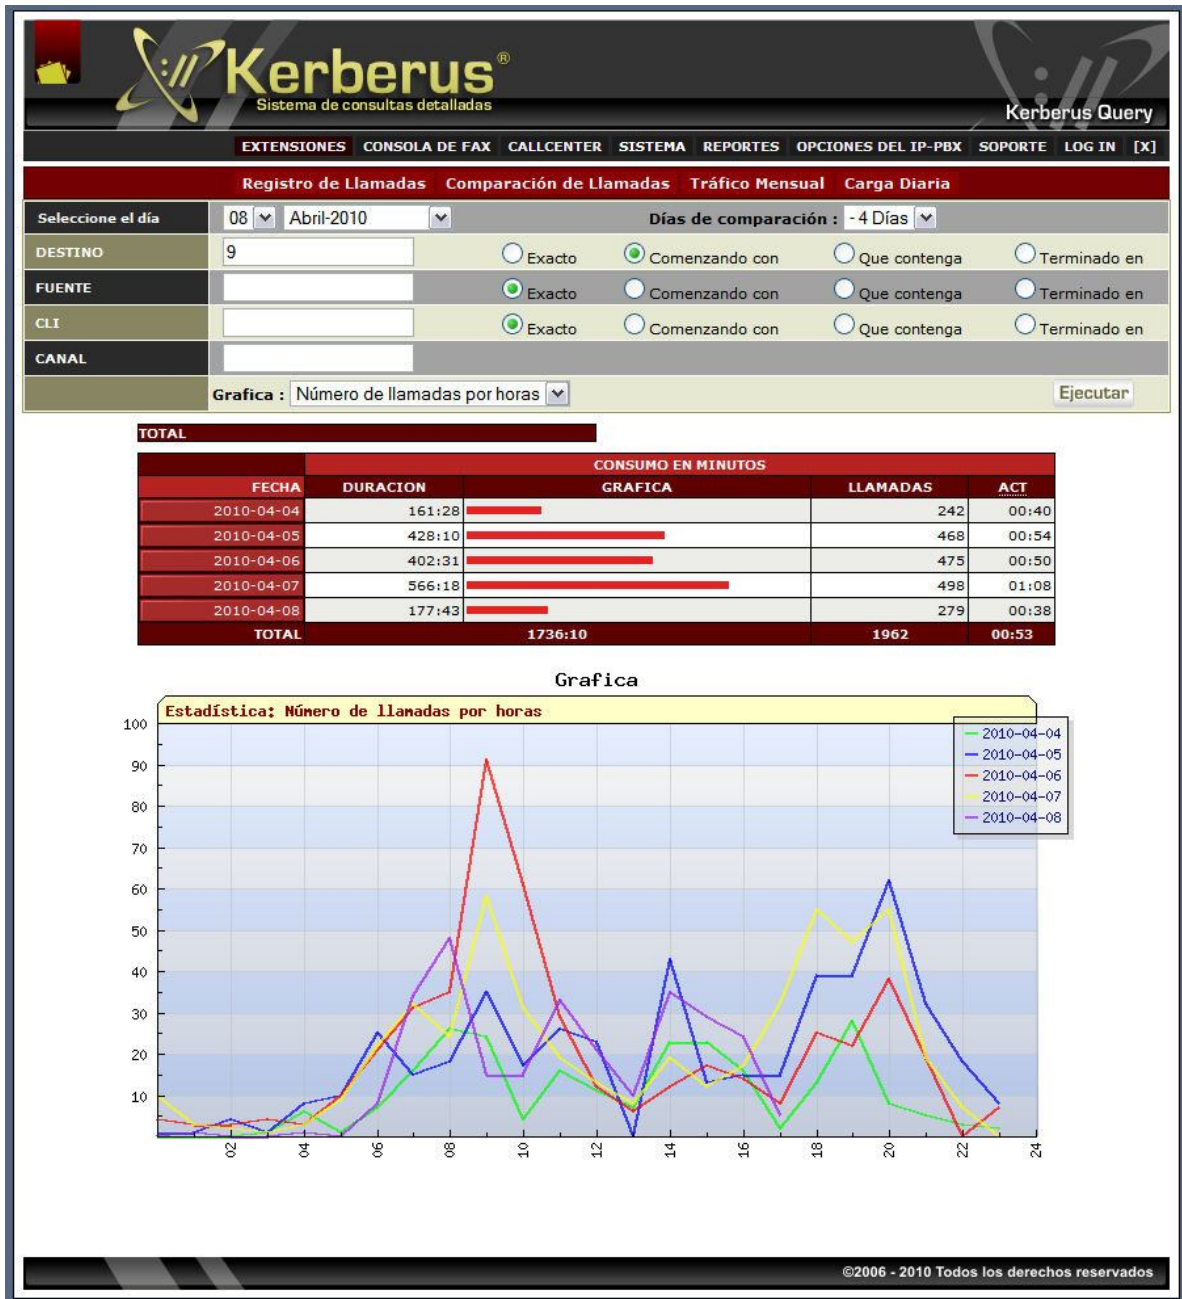 Kerberus®
Sistema de consultas detalladas
Kerberus Query
EXTENSIONES CONSOLA DE FAX CALLCENTER SISTEMA REPORTES OPCIONES DEL IP-PBX SOPORTE LOG IN [X]
Registro de Llamadas Comparación de Llamadas Tráfico Mensual Carga Diaria
Seleccione el día 08 Abril-2010 Días de comparación : - 4 Días
DESTINO 9 Exacto Comenzando con Que contenga Terminado en
FUENTE Exacto Comenzando con Que contenga Terminado en
CLI Exacto Comenzando con Que contenga Terminado en
CANAL
Grafica : Número de llamadas por horas Ejecutar
TOTAL
CONSUMO EN MINUTOS
FECHA DURACION GRAFICA LLAMADAS ACT
2010-04-04 161:28 242 00:40
2010-04-05 428:10 468 00:54
2010-04-06 402:31 475 00:50
2010-04-07 566:18 498 01:08
2010-04-08 177:43 279 00:38
TOTAL 1736:10 1962 00:53
Grafica
Estadística: Número de llamadas por horas
2010-04-04
2010-04-05
2010-04-06
2010-04-07
2010-04-08
100
90
80
70
60
50
40
30
20
10
02 04 06 08 10 12 14 16 18 20 22 24
©2006 - 2010 Todos los derechos reservados